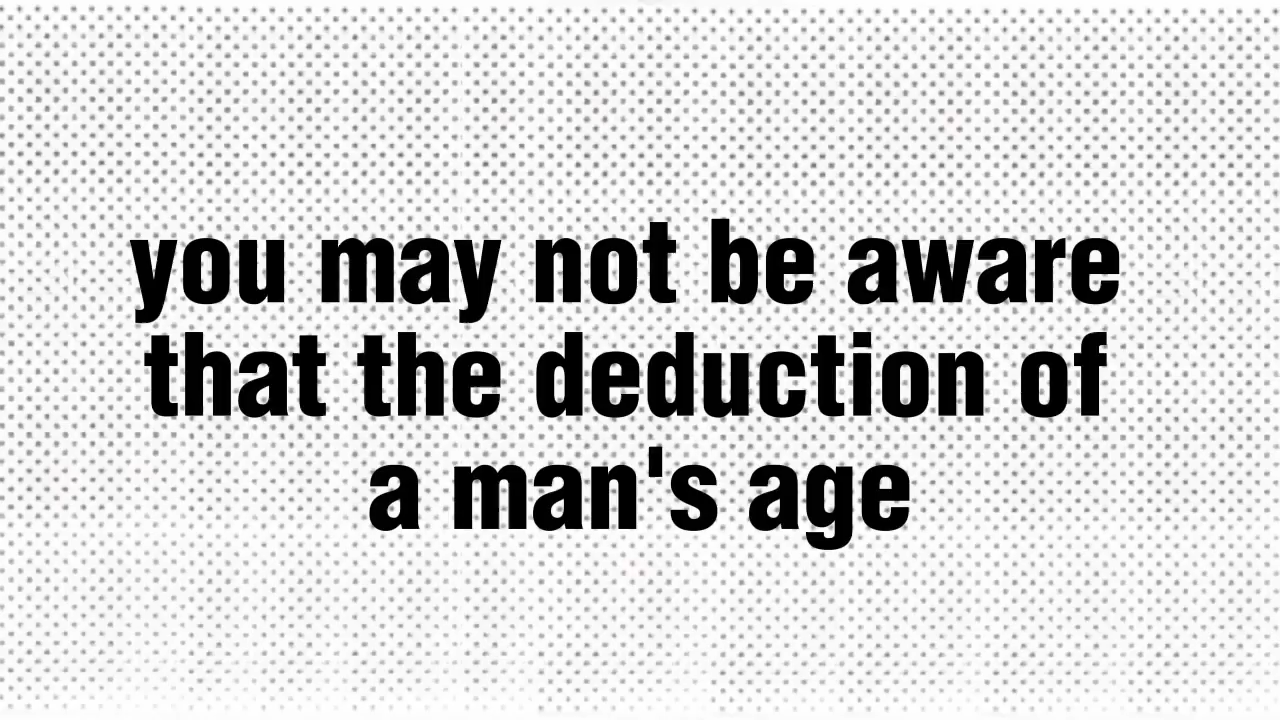 you may not be aware
that the deduction of
a man's age